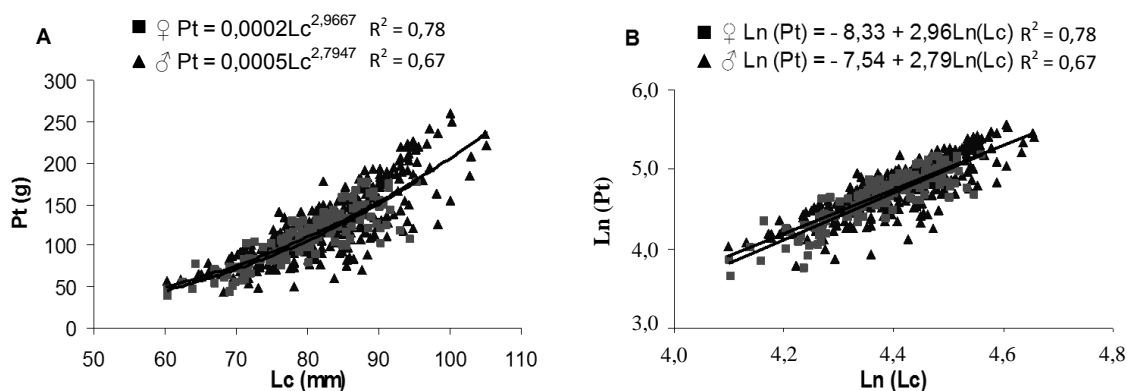 A
■ ♀ Pt = 0,0002Lc^2,9667 R² = 0,78
▲ ♂ Pt = 0,0005Lc^2,7947 R² = 0,67
300
250
200
150
100
50
0
Pt (g)
50 60 70 80 90 100 110
Lc (mm)
B
■ ♀ Ln (Pt) = - 8,33 + 2,96Ln(Lc) R² = 0,78
▲ ♂ Ln (Pt) = - 7,54 + 2,79Ln(Lc) R² = 0,67
6,0
5,0
4,0
3,0
Ln (Pt)
4,0 4,2 4,4 4,6 4,8
Ln (Lc)